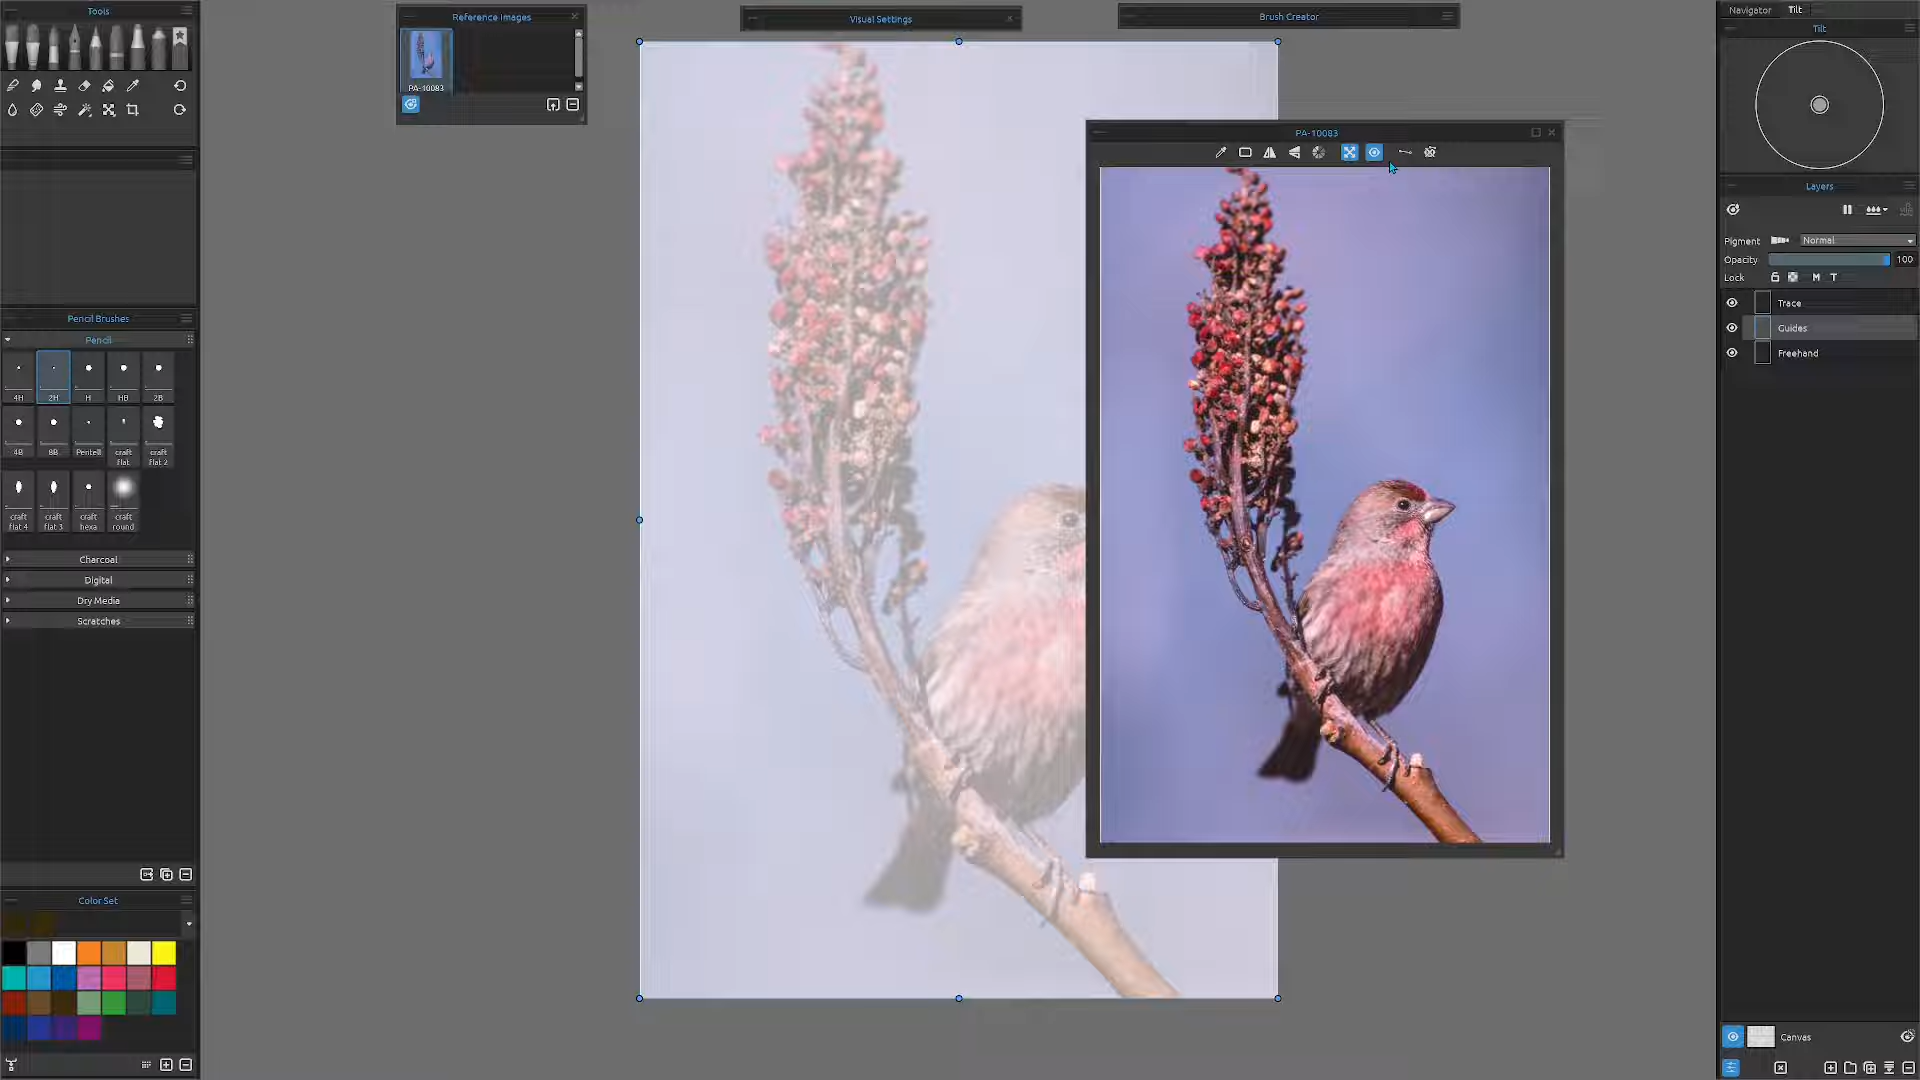 Tools
Reference Images
Visual Settings
Brush Creator
Navigator
Tilt
Tilt
PA-10083
PA-10083
Layers
Pigment
Normal
Opacity
100
Lock
M
T
Trace
Guides
Freehand
Pencil Brushes
Pencil
4H
2H
H
HB
2B
4B
8B
Pentell
craft flat
craft flat 2
craft flat 4
craft flat 3
craft hexa
craft round
Charcoal
Digital
Dry Media
Scratches
Color Set
Canvas